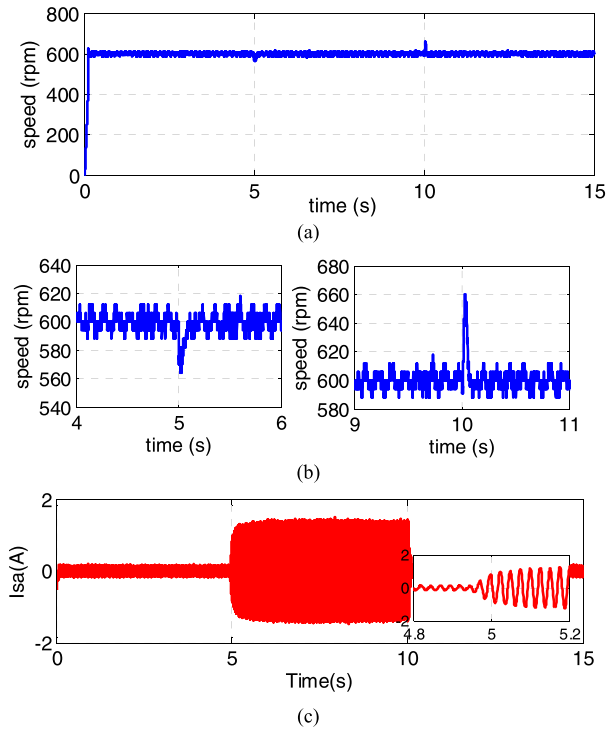 800
600
400
200
0
speed (rpm)
0 5 10 15
time (s)
(a)
640
620
600
580
560
540
speed (rpm)
4 5 6
time (s)
680
660
640
620
600
580
speed (rpm)
9 10 11
time (s)
(b)
2
0
-2
Isa(A)
0 5 10 15
Time(s)
2
0
2
4.8 5 5.2
(c)